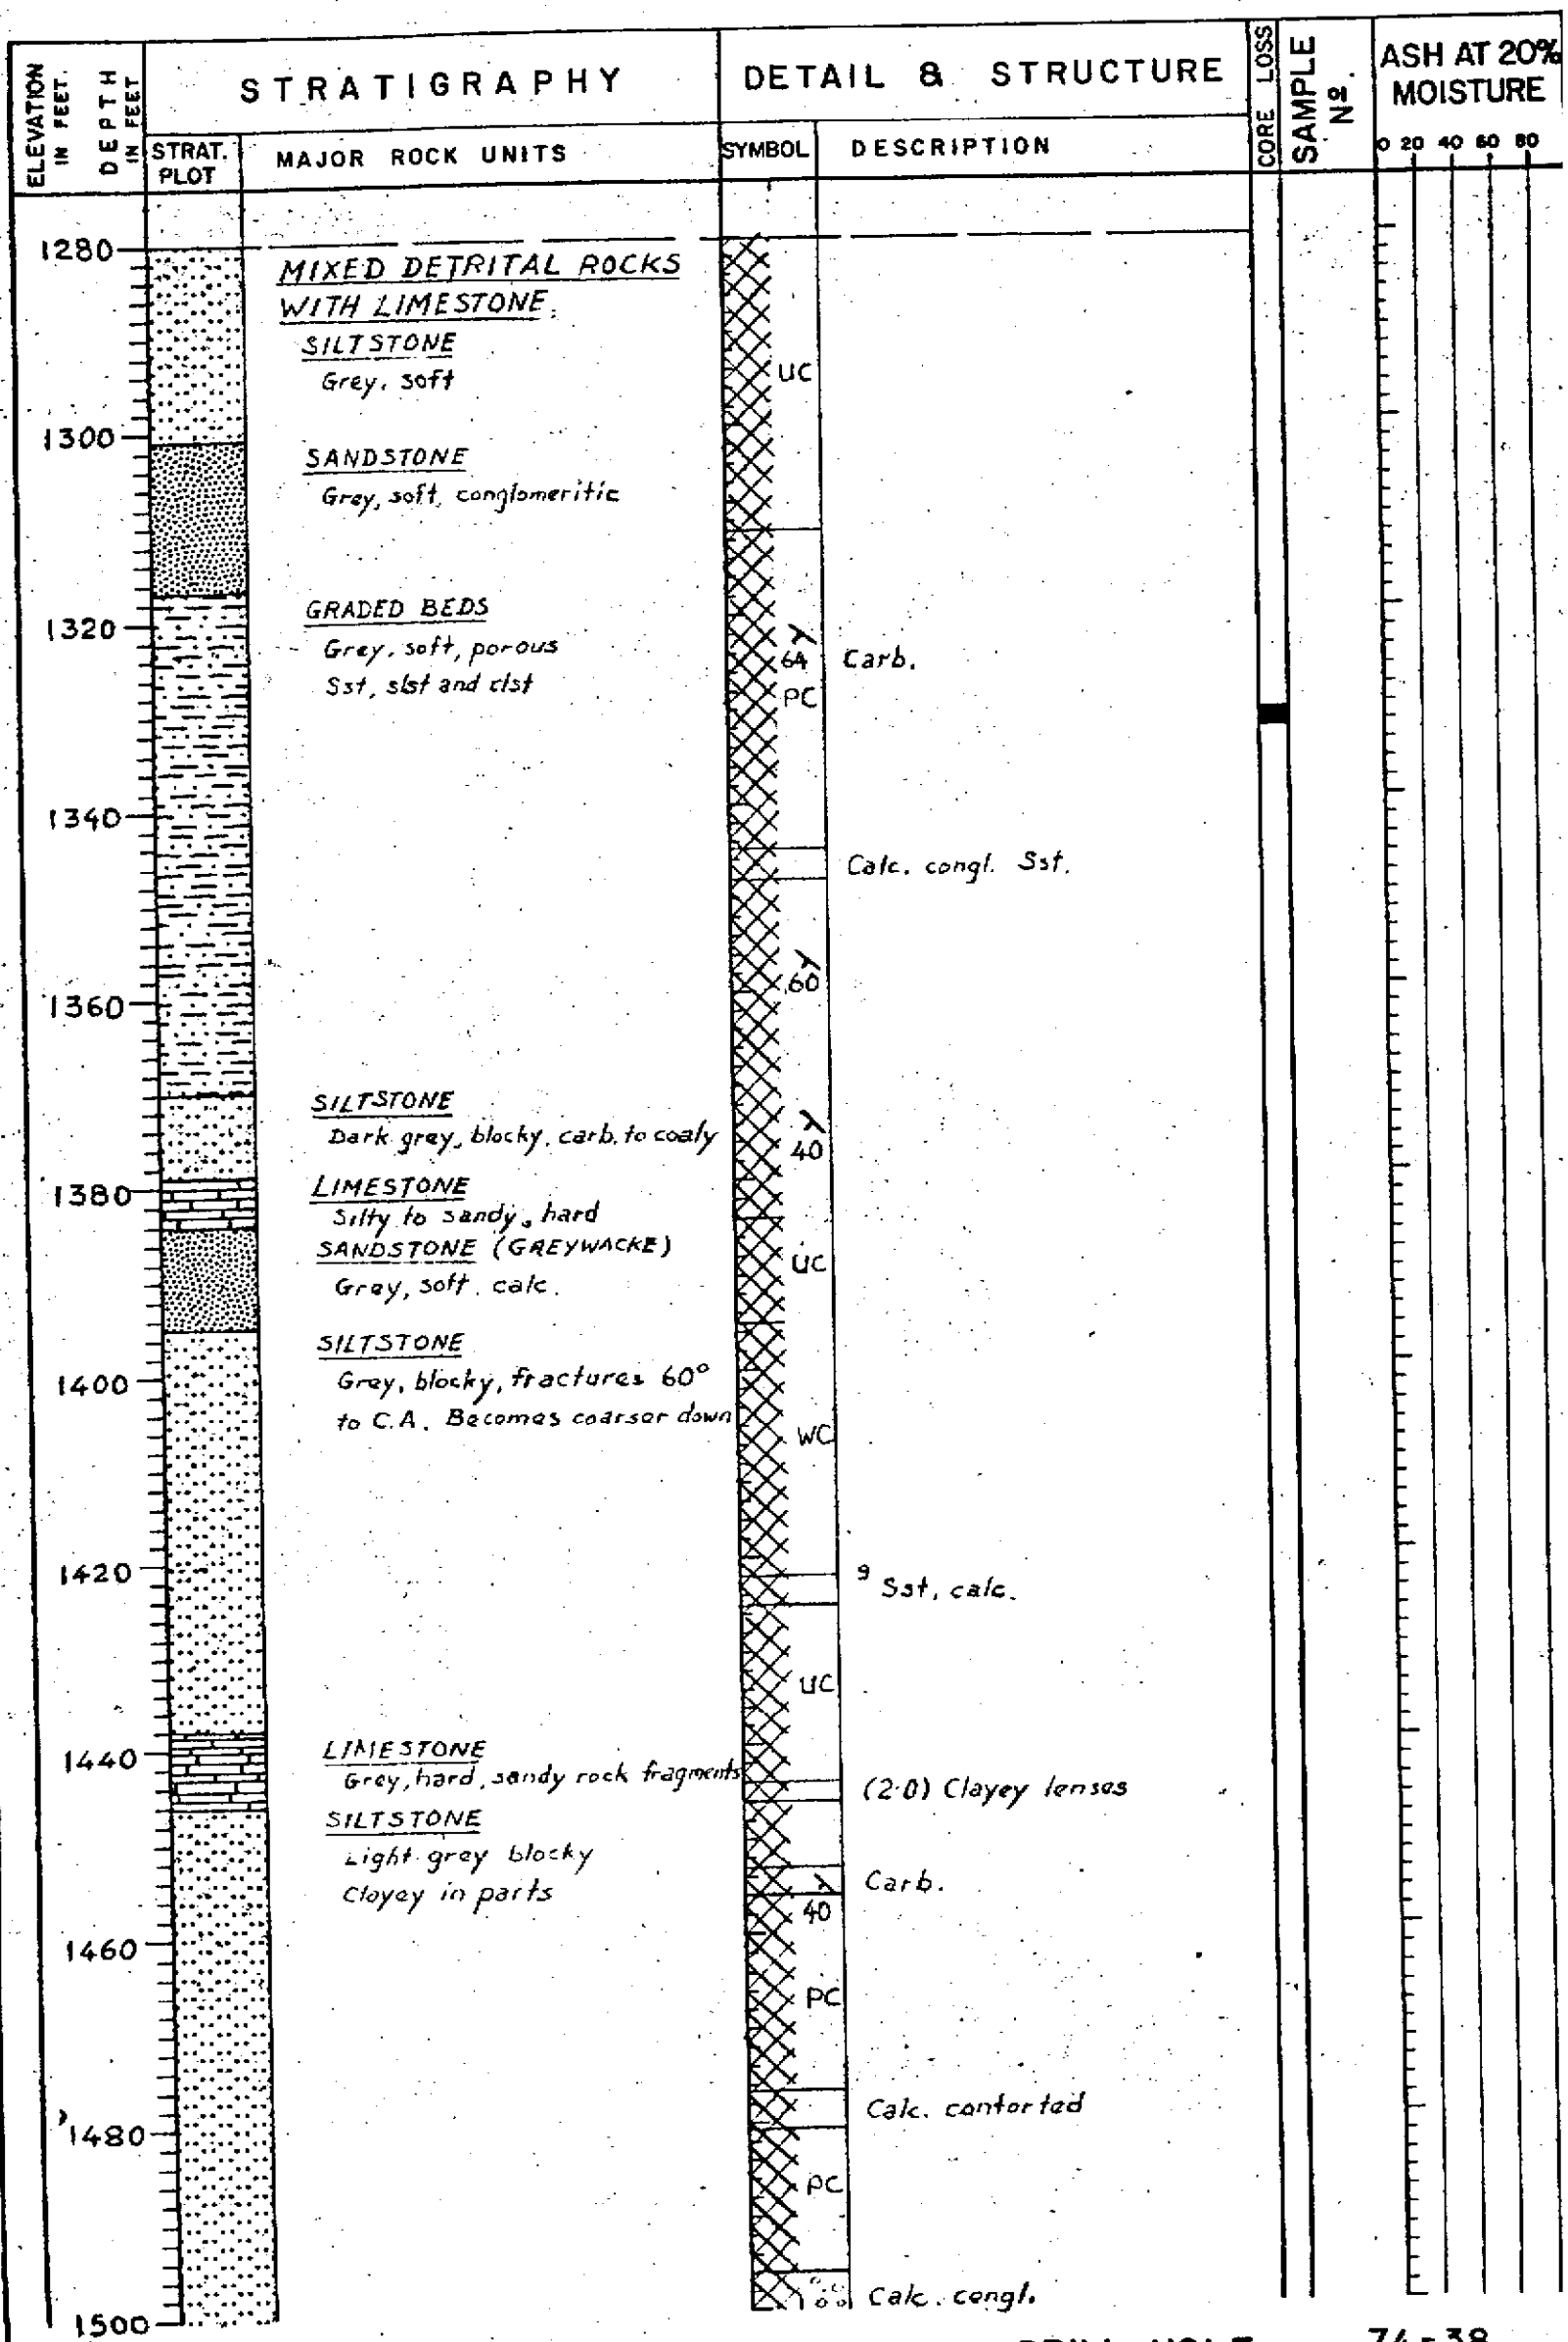 ELEVATION IN FEET.
DEPTH IN FEET
STRATIGRAPHY
DETAIL & STRUCTURE
CORE LOSS
SAMPLE Nº.
ASH AT 20% MOISTURE
STRAT. PLOT
MAJOR ROCK UNITS
SYMBOL
DESCRIPTION
0 20 40 60 80
1280
MIXED DETRITAL ROCKS
WITH LIMESTONE.
SILTSTONE
Grey, soft
UC
1300
SANDSTONE
Grey, soft, conglomeritic
GRADED BEDS
1320
Grey, soft, porous
64
Carb.
Sst, slst and clst
PC
1340
Calc. congl. Sst.
60
1360
SILTSTONE
Dark grey, blocky, carb. to coaly
40
1380
LIMESTONE
Silty to sandy, hard
SANDSTONE (GREYWACKE)
UC
Grey, soft, calc.
SILTSTONE
1400
Grey, blocky, fractures 60°
to C.A. Becomes coarser down
WC
1420
9 Sst, calc.
UC
1440
LIMESTONE
Grey, hard, sandy rock fragments
(2·0) Clayey lenses
SILTSTONE
Light grey blocky
Carb.
Clayey in parts
40
1460
PC
Calc. contorted
1480
PC
Calc. congl.
1500
DRILL HOLE 74-38